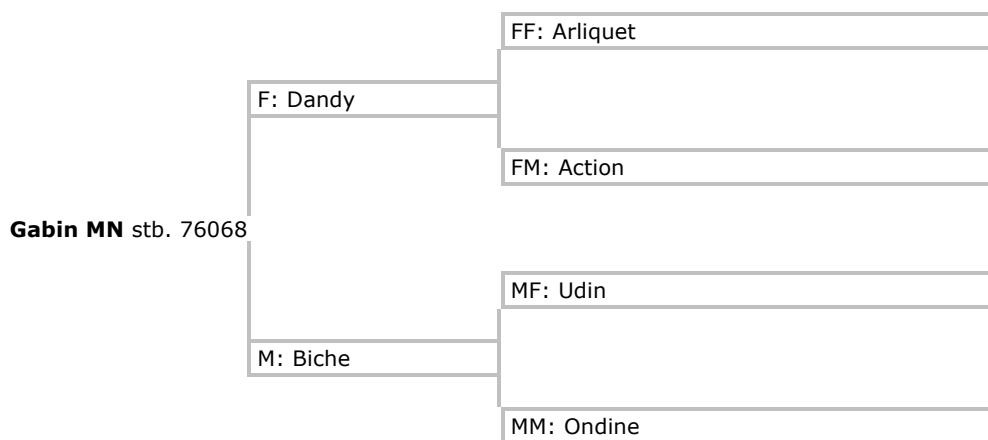 FF: Arliquet
F: Dandy
FM: Action
Gabin MN stb. 76068
MF: Udin
M: Biche
MM: Ondine